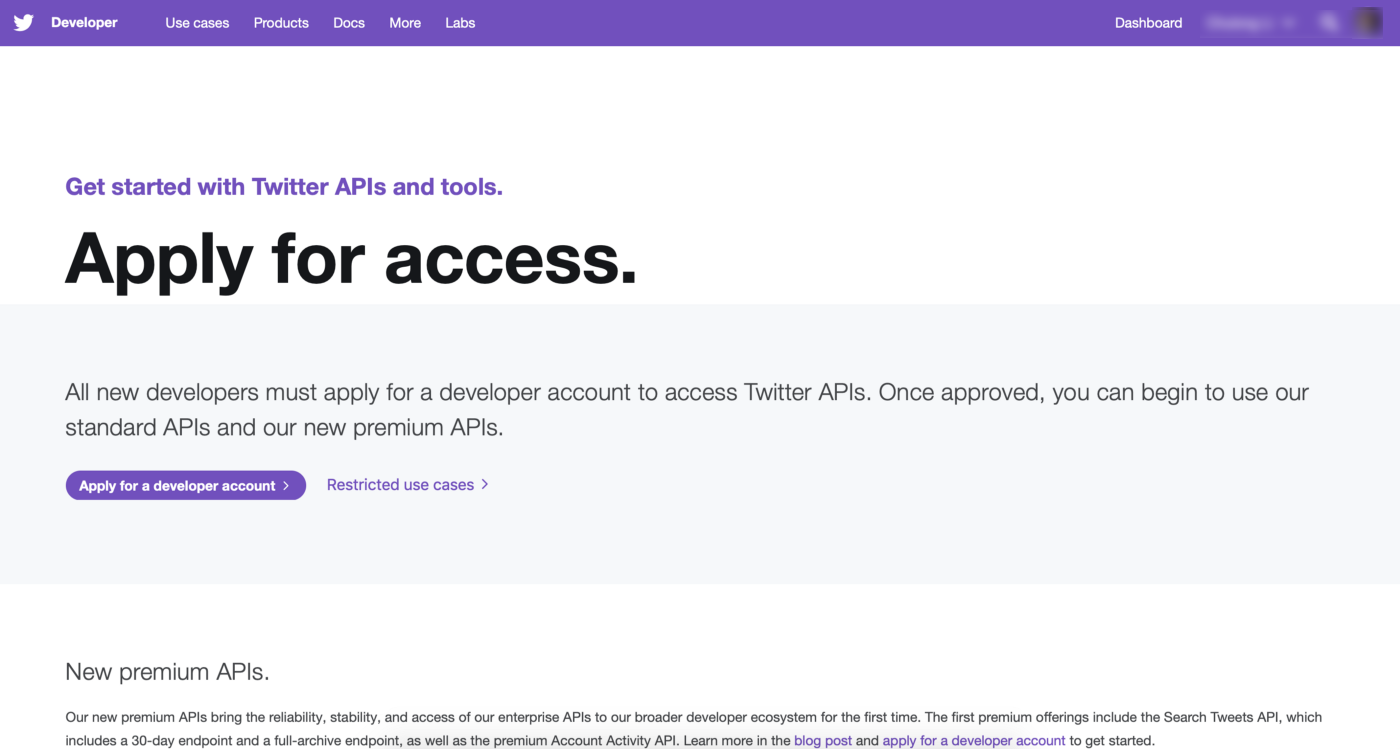 Developer Use cases Products Docs More Labs Dashboard
Get started with Twitter APIs and tools.
Apply for access.
All new developers must apply for a developer account to access Twitter APIs. Once approved, you can begin to use our
standard APIs and our new premium APIs.
Apply for a developer account Restricted use cases
New premium APIs.
Our new premium APIs bring the reliability, stability, and access of our enterprise APIs to our broader developer ecosystem for the first time. The first premium offerings include the Search Tweets API, which
includes a 30-day endpoint and a full-archive endpoint, as well as the premium Account Activity API. Learn more in the blog post and apply for a developer account to get started.